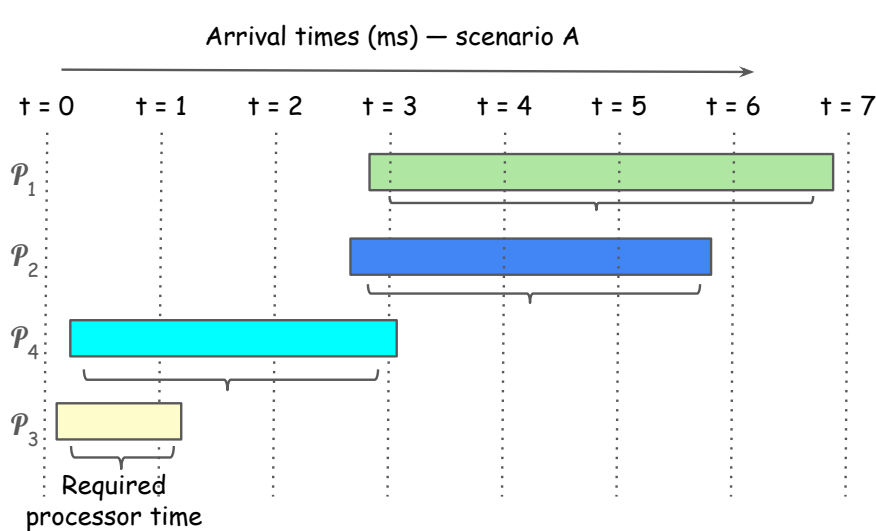 Arrival times (ms) — scenario A
t = 0 t = 1 t = 2 t = 3 t = 4 t = 5 t = 6 t = 7
𝒫1
𝒫2
𝒫4
𝒫3
Required
processor time